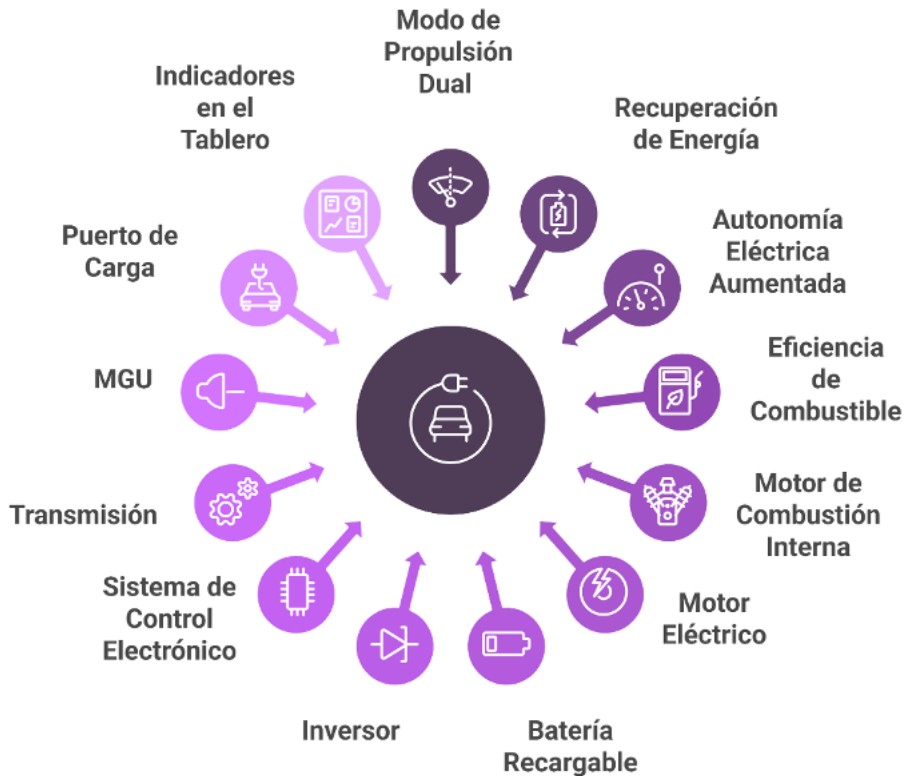 Modo de
Propulsión
Dual
Recuperación
de Energía
Autonomía
Eléctrica
Aumentada
Eficiencia
de
Combustible
Motor de
Combustión
Interna
Motor
Eléctrico
Batería
Recargable
Inversor
Sistema de
Control
Electrónico
Transmisión
MGU
Puerto de
Carga
Indicadores
en el
Tablero